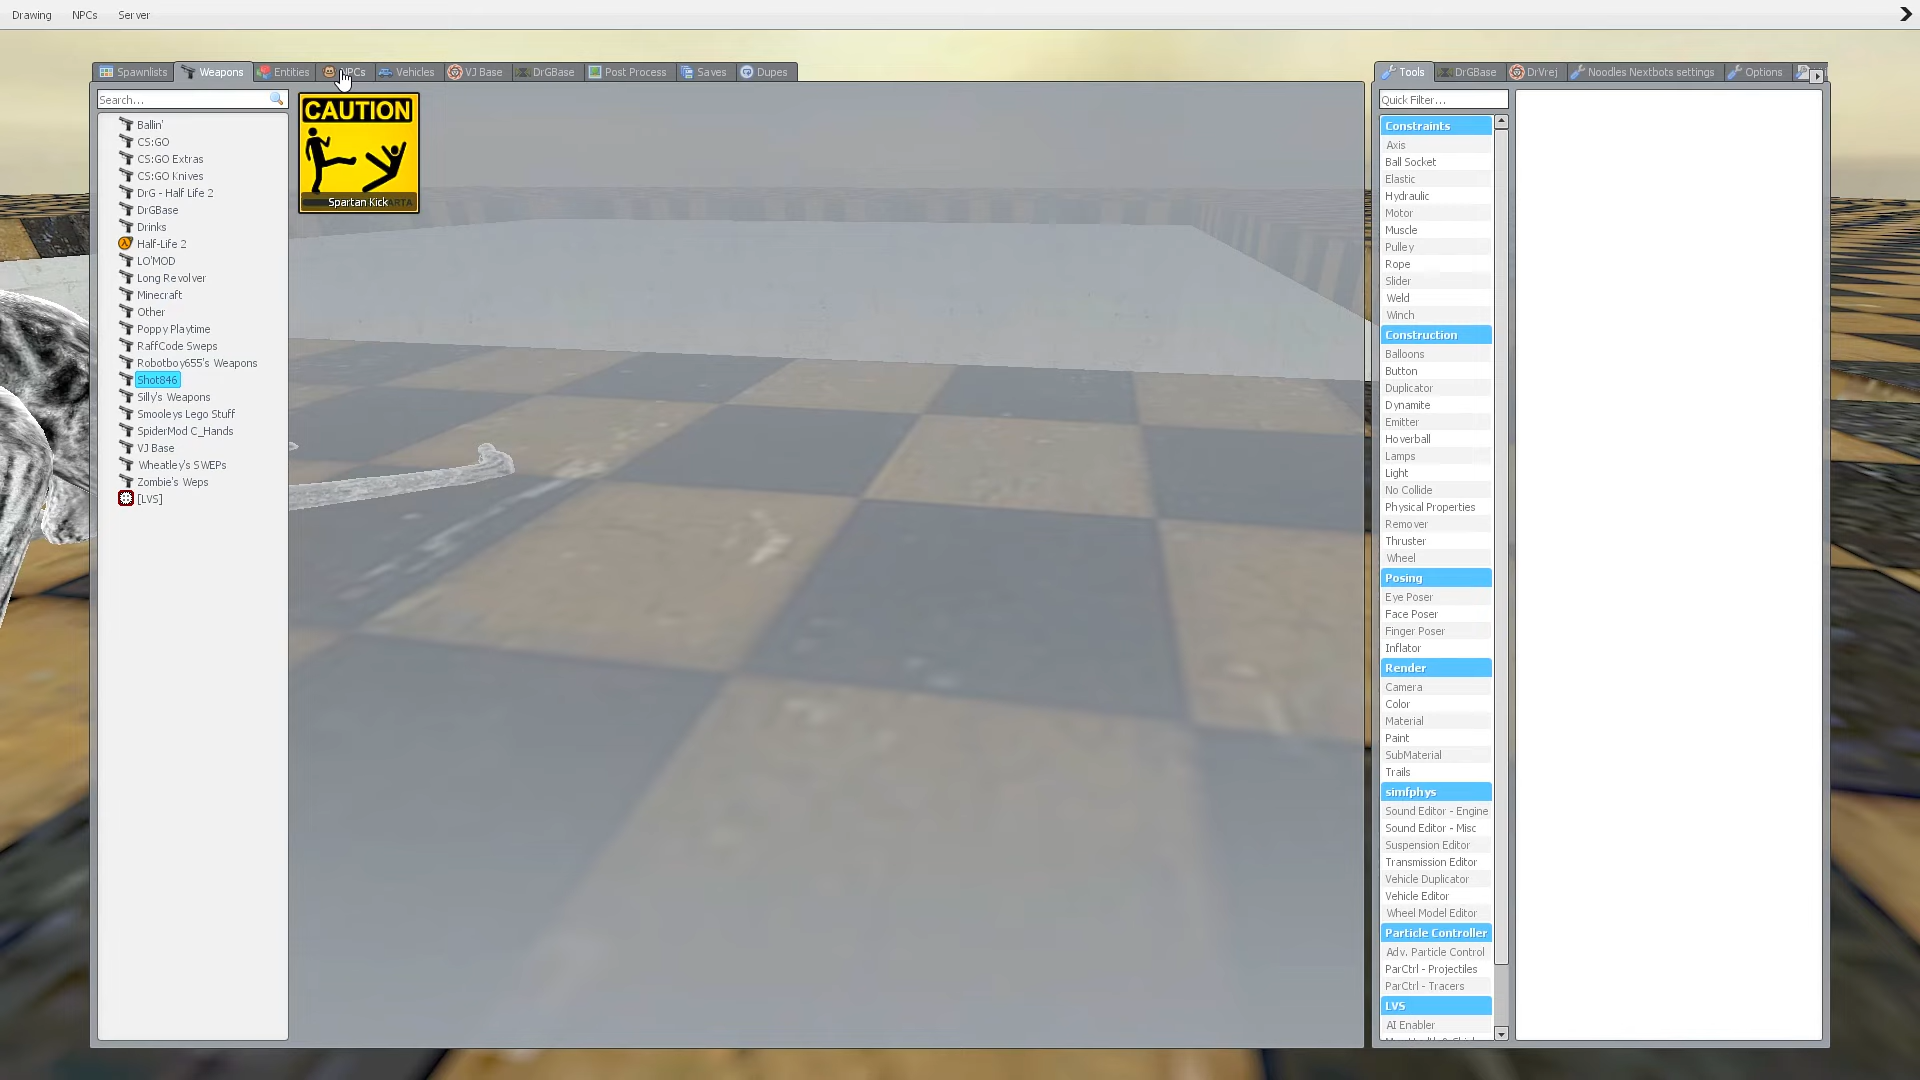 Drawing
NPCs
Server
Spawnlists
Weapons
Entities
NPCs
Vehicles
VJ Base
DrGBase
Post Process
Saves
Dupes
Search...
Ballin'
CS:GO
CS:GO Extras
CS:GO Knives
DrG - Half Life 2
DrGBase
Drinks
Half-Life 2
LO'MOD
Long Revolver
Minecraft
Other
Poppy Playtime
RaffCode Sweps
Robotboy655's Weapons
Shot846
Silly's Weapons
Smooleys Lego Stuff
SpiderMod C_Hands
VJ Base
Wheatley's SWEPs
Zombie's Weps
[LVS]
CAUTION
Spartan Kick
Tools
DrGBase
DrVrej
Noodles Nextbots settings
Options
Quick Filter...
Constraints
Axis
Ball Socket
Elastic
Hydraulic
Motor
Muscle
Pulley
Rope
Slider
Weld
Winch
Construction
Balloons
Button
Duplicator
Dynamite
Emitter
Hoverball
Lamps
Light
No Collide
Physical Properties
Remover
Thruster
Wheel
Posing
Eye Poser
Face Poser
Finger Poser
Inflator
Render
Camera
Color
Material
Paint
SubMaterial
Trails
simfphys
Sound Editor - Engine
Sound Editor - Misc
Suspension Editor
Transmission Editor
Vehicle Duplicator
Vehicle Editor
Wheel Model Editor
Particle Controller
Adv. Particle Control
ParCtrl - Projectiles
ParCtrl - Tracers
LVS
AI Enabler